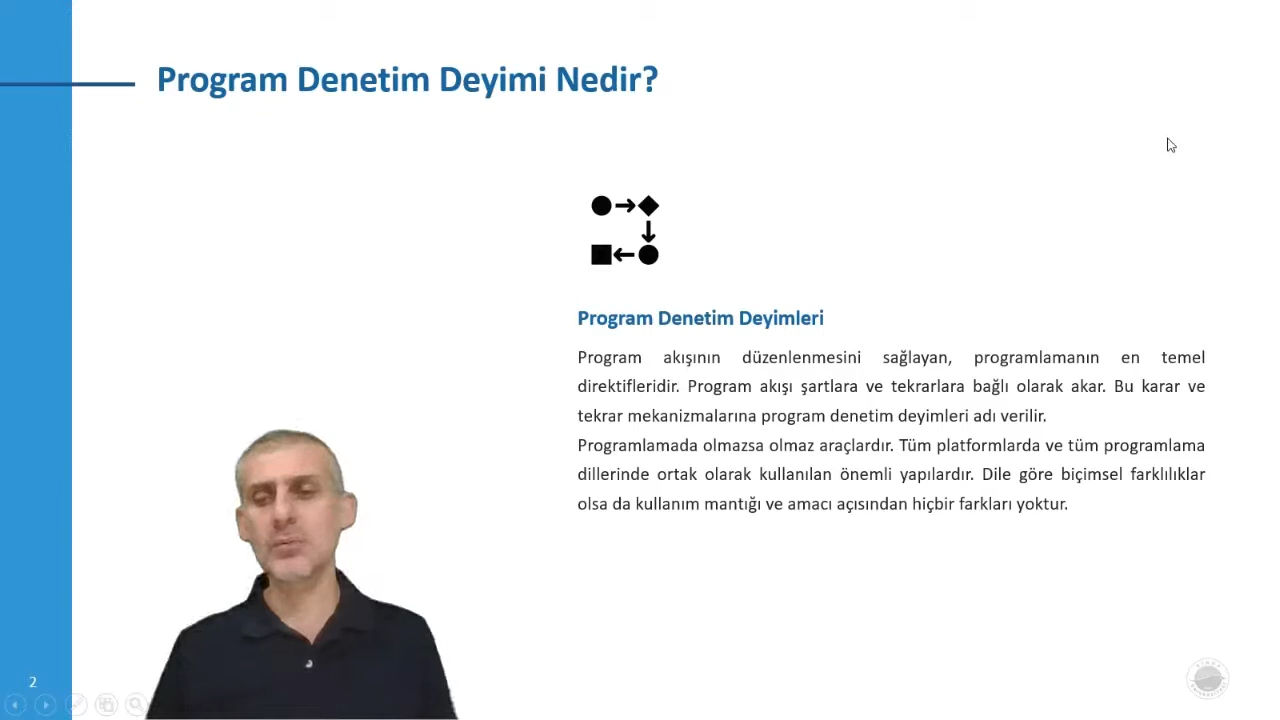 Program Denetim Deyimi Nedir?
Program Denetim Deyimleri
Program akışının düzenlenmesini sağlayan, programlamanın en temel
direktifleridir. Program akışı şartlara ve tekrarlara bağlı olarak akar. Bu karar ve
tekrar mekanizmalarına program denetim deyimleri adı verilir.
Programlamada olmazsa olmaz araçlardır. Tüm platformlarda ve tüm programlama
dillerinde ortak olarak kullanılan önemli yapılardır. Dile göre biçimsel farklılıklar
olsa da kullanım mantığı ve amacı açısından hiçbir farkları yoktur.
2